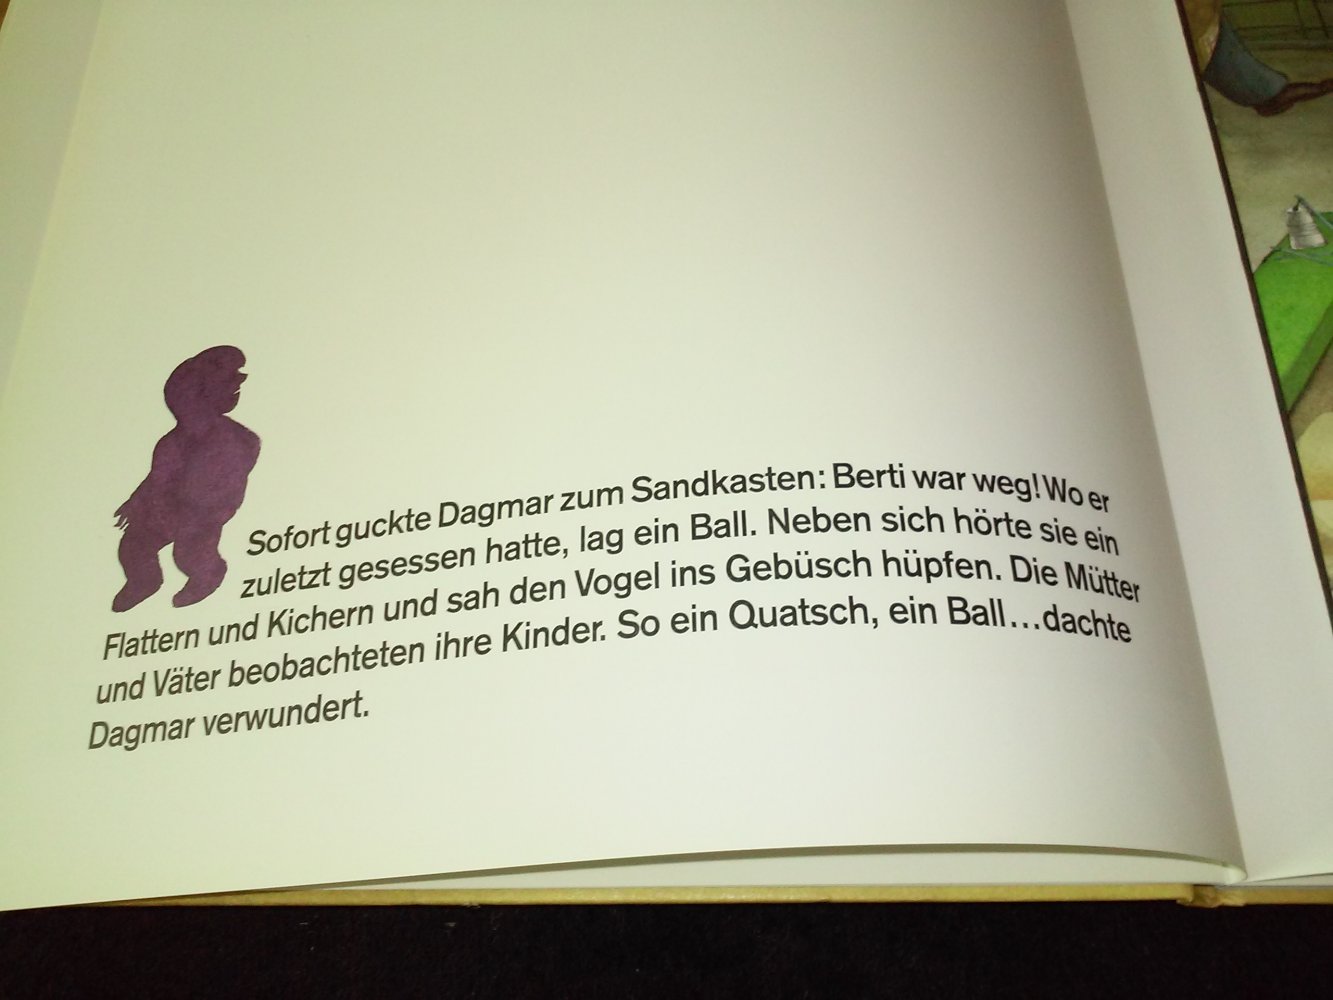 Sofort guckte Dagmar zum Sandkasten: Berti war weg! Wo er
zuletzt gesessen hatte, lag ein Ball. Neben sich hörte sie ein
Flattern und Kichern und sah den Vogel ins Gebüsch hüpfen. Die Mütter
und Väter beobachteten ihre Kinder. So ein Quatsch, ein Ball...dachte
Dagmar verwundert.